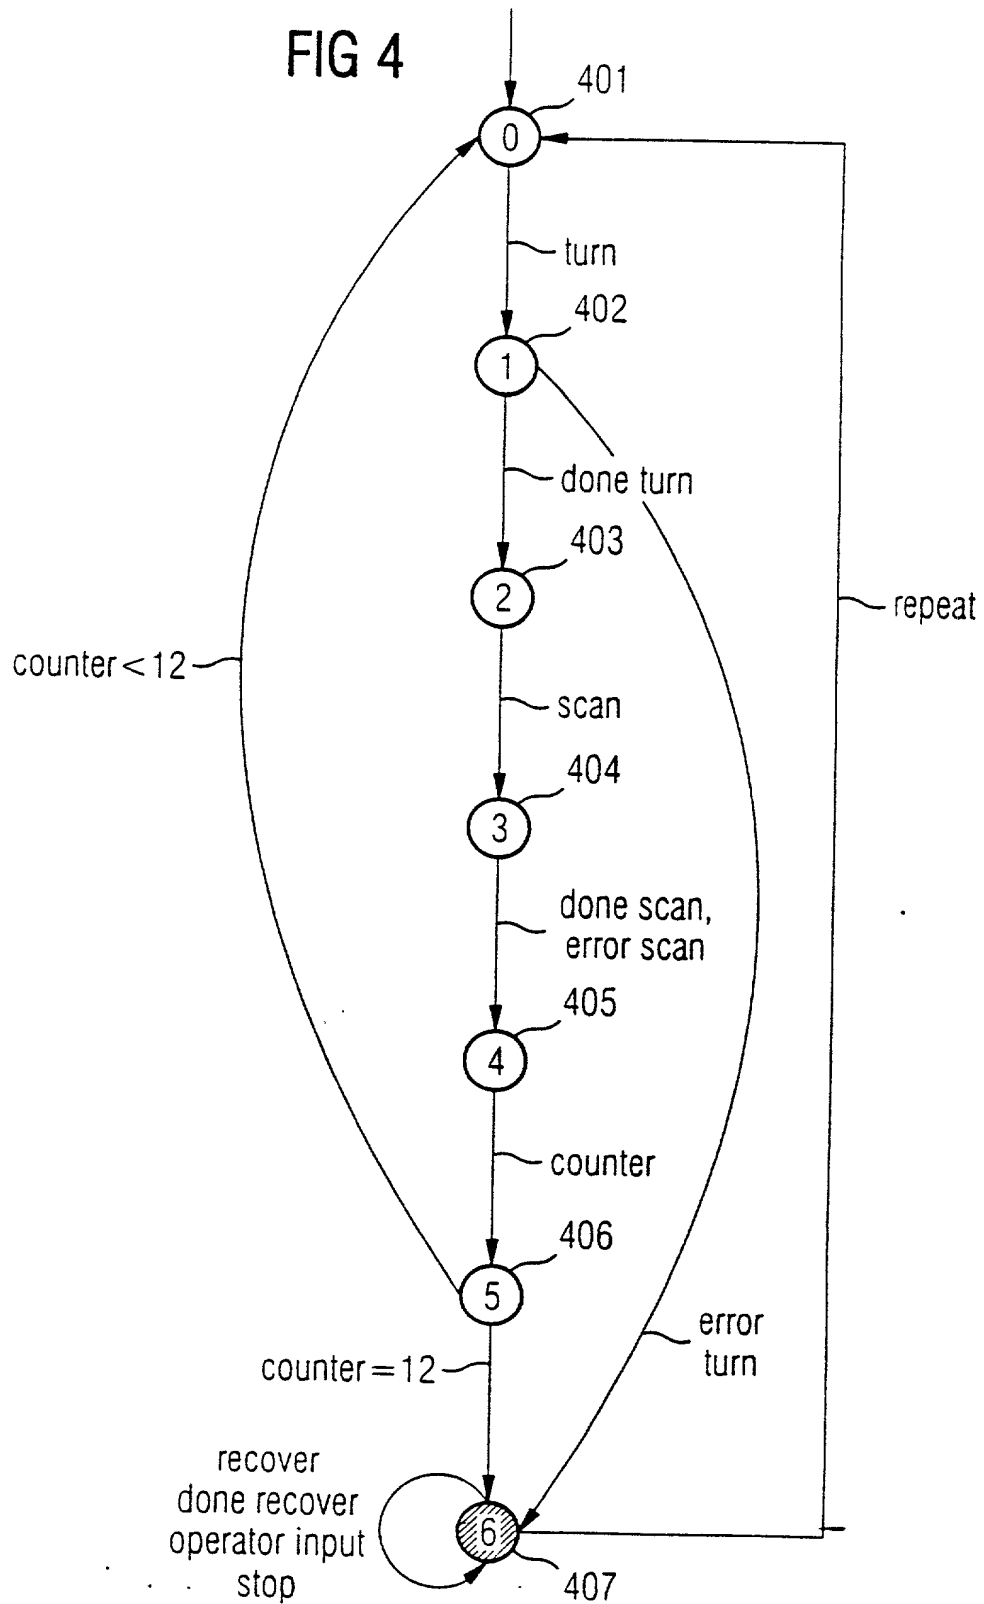 FIG 4
401
0
turn
402
1
done turn
403
2
repeat
counter<12
scan
404
3
done scan,
error scan
405
4
counter
406
5
error
turn
counter=12
recover
done recover
operator input
stop
6
407